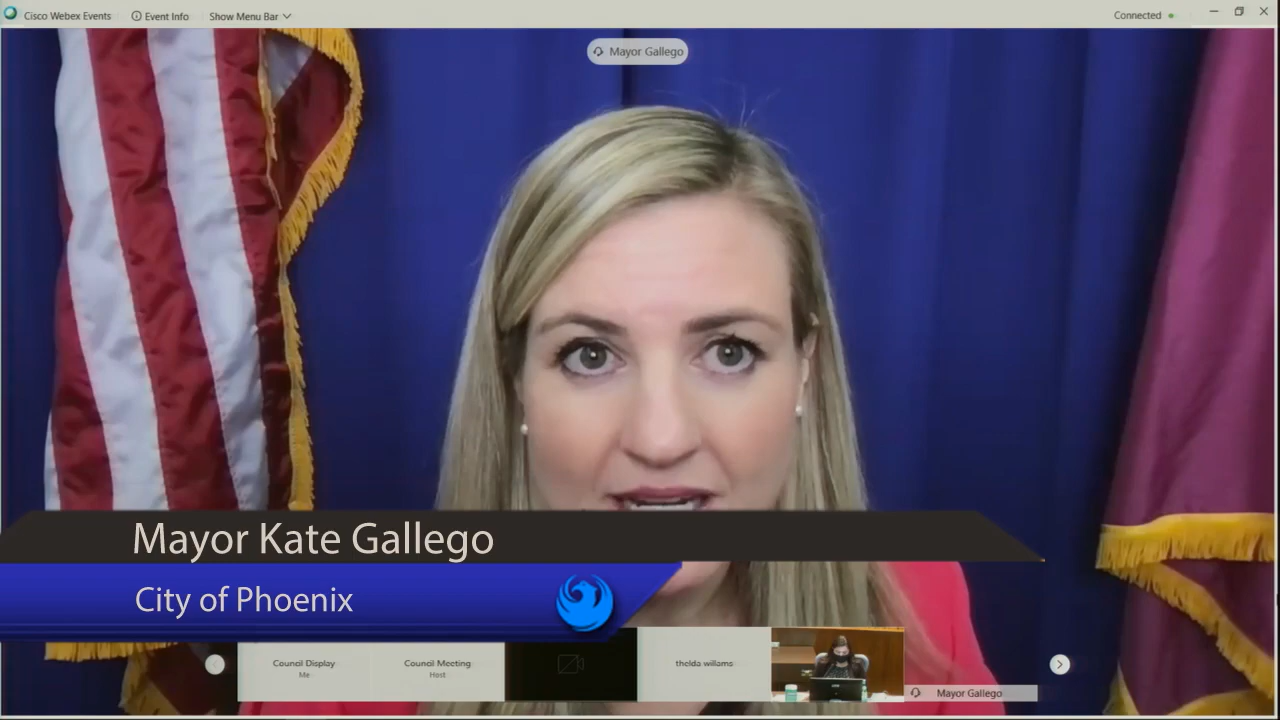 Cisco Webex Events
Event Info
Show Menu Bar
Connected
Mayor Gallego
Mayor Kate Gallego
City of Phoenix
Council Display
Me
Council Meeting
Host
thelda willams
Mayor Gallego